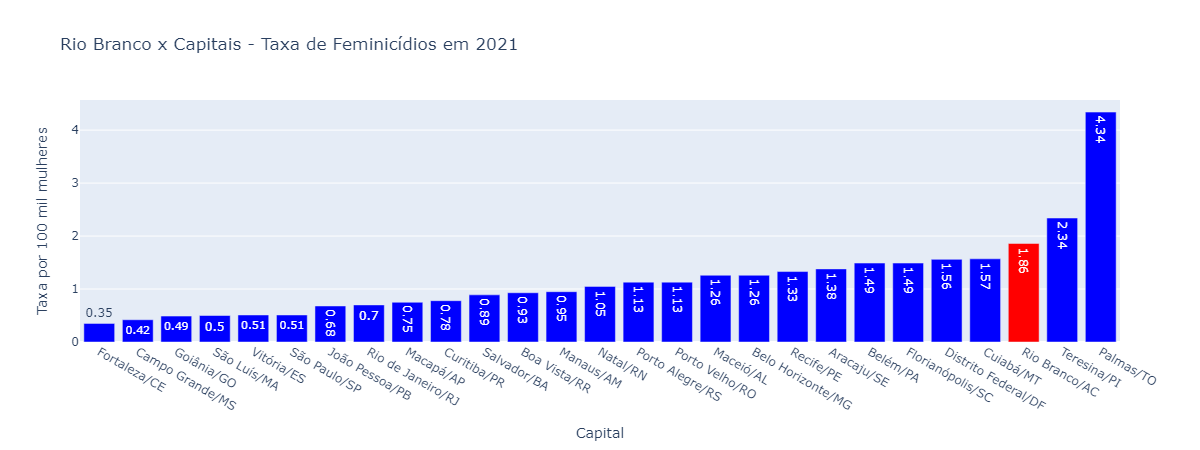 Rio Branco x Capitais - Taxa de Feminicídios em 2021
Taxa por 100 mil mulheres
4
3
2
1
0
0.35
0.42
0.49
0.5
0.51
0.51
0.68
0.7
0.75
0.78
0.89
0.93
0.95
1.05
1.13
1.13
1.26
1.26
1.33
1.38
1.49
1.49
1.56
1.57
1.86
2.34
4.34
Fortaleza/CE
Campo Grande/MS
Goiânia/GO
São Luís/MA
Vitória/ES
São Paulo/SP
João Pessoa/PB
Rio de Janeiro/RJ
Macapá/AP
Curitiba/PR
Salvador/BA
Boa Vista/RR
Manaus/AM
Natal/RN
Porto Alegre/RS
Porto Velho/RO
Maceió/AL
Belo Horizonte/MG
Recife/PE
Aracaju/SE
Belém/PA
Florianópolis/SC
Distrito Federal/DF
Cuiabá/MT
Rio Branco/AC
Teresina/PI
Palmas/TO
Capital